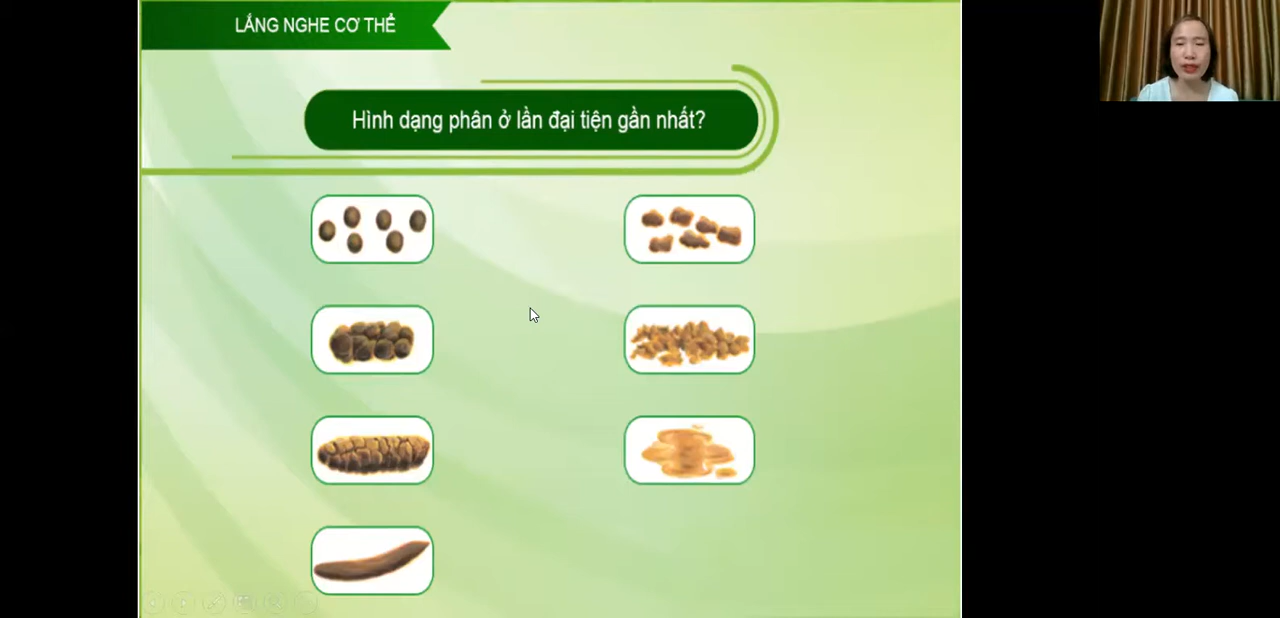 LẮNG NGHE CƠ THỂ
Hình dạng phân ở lần đại tiện gần nhất?